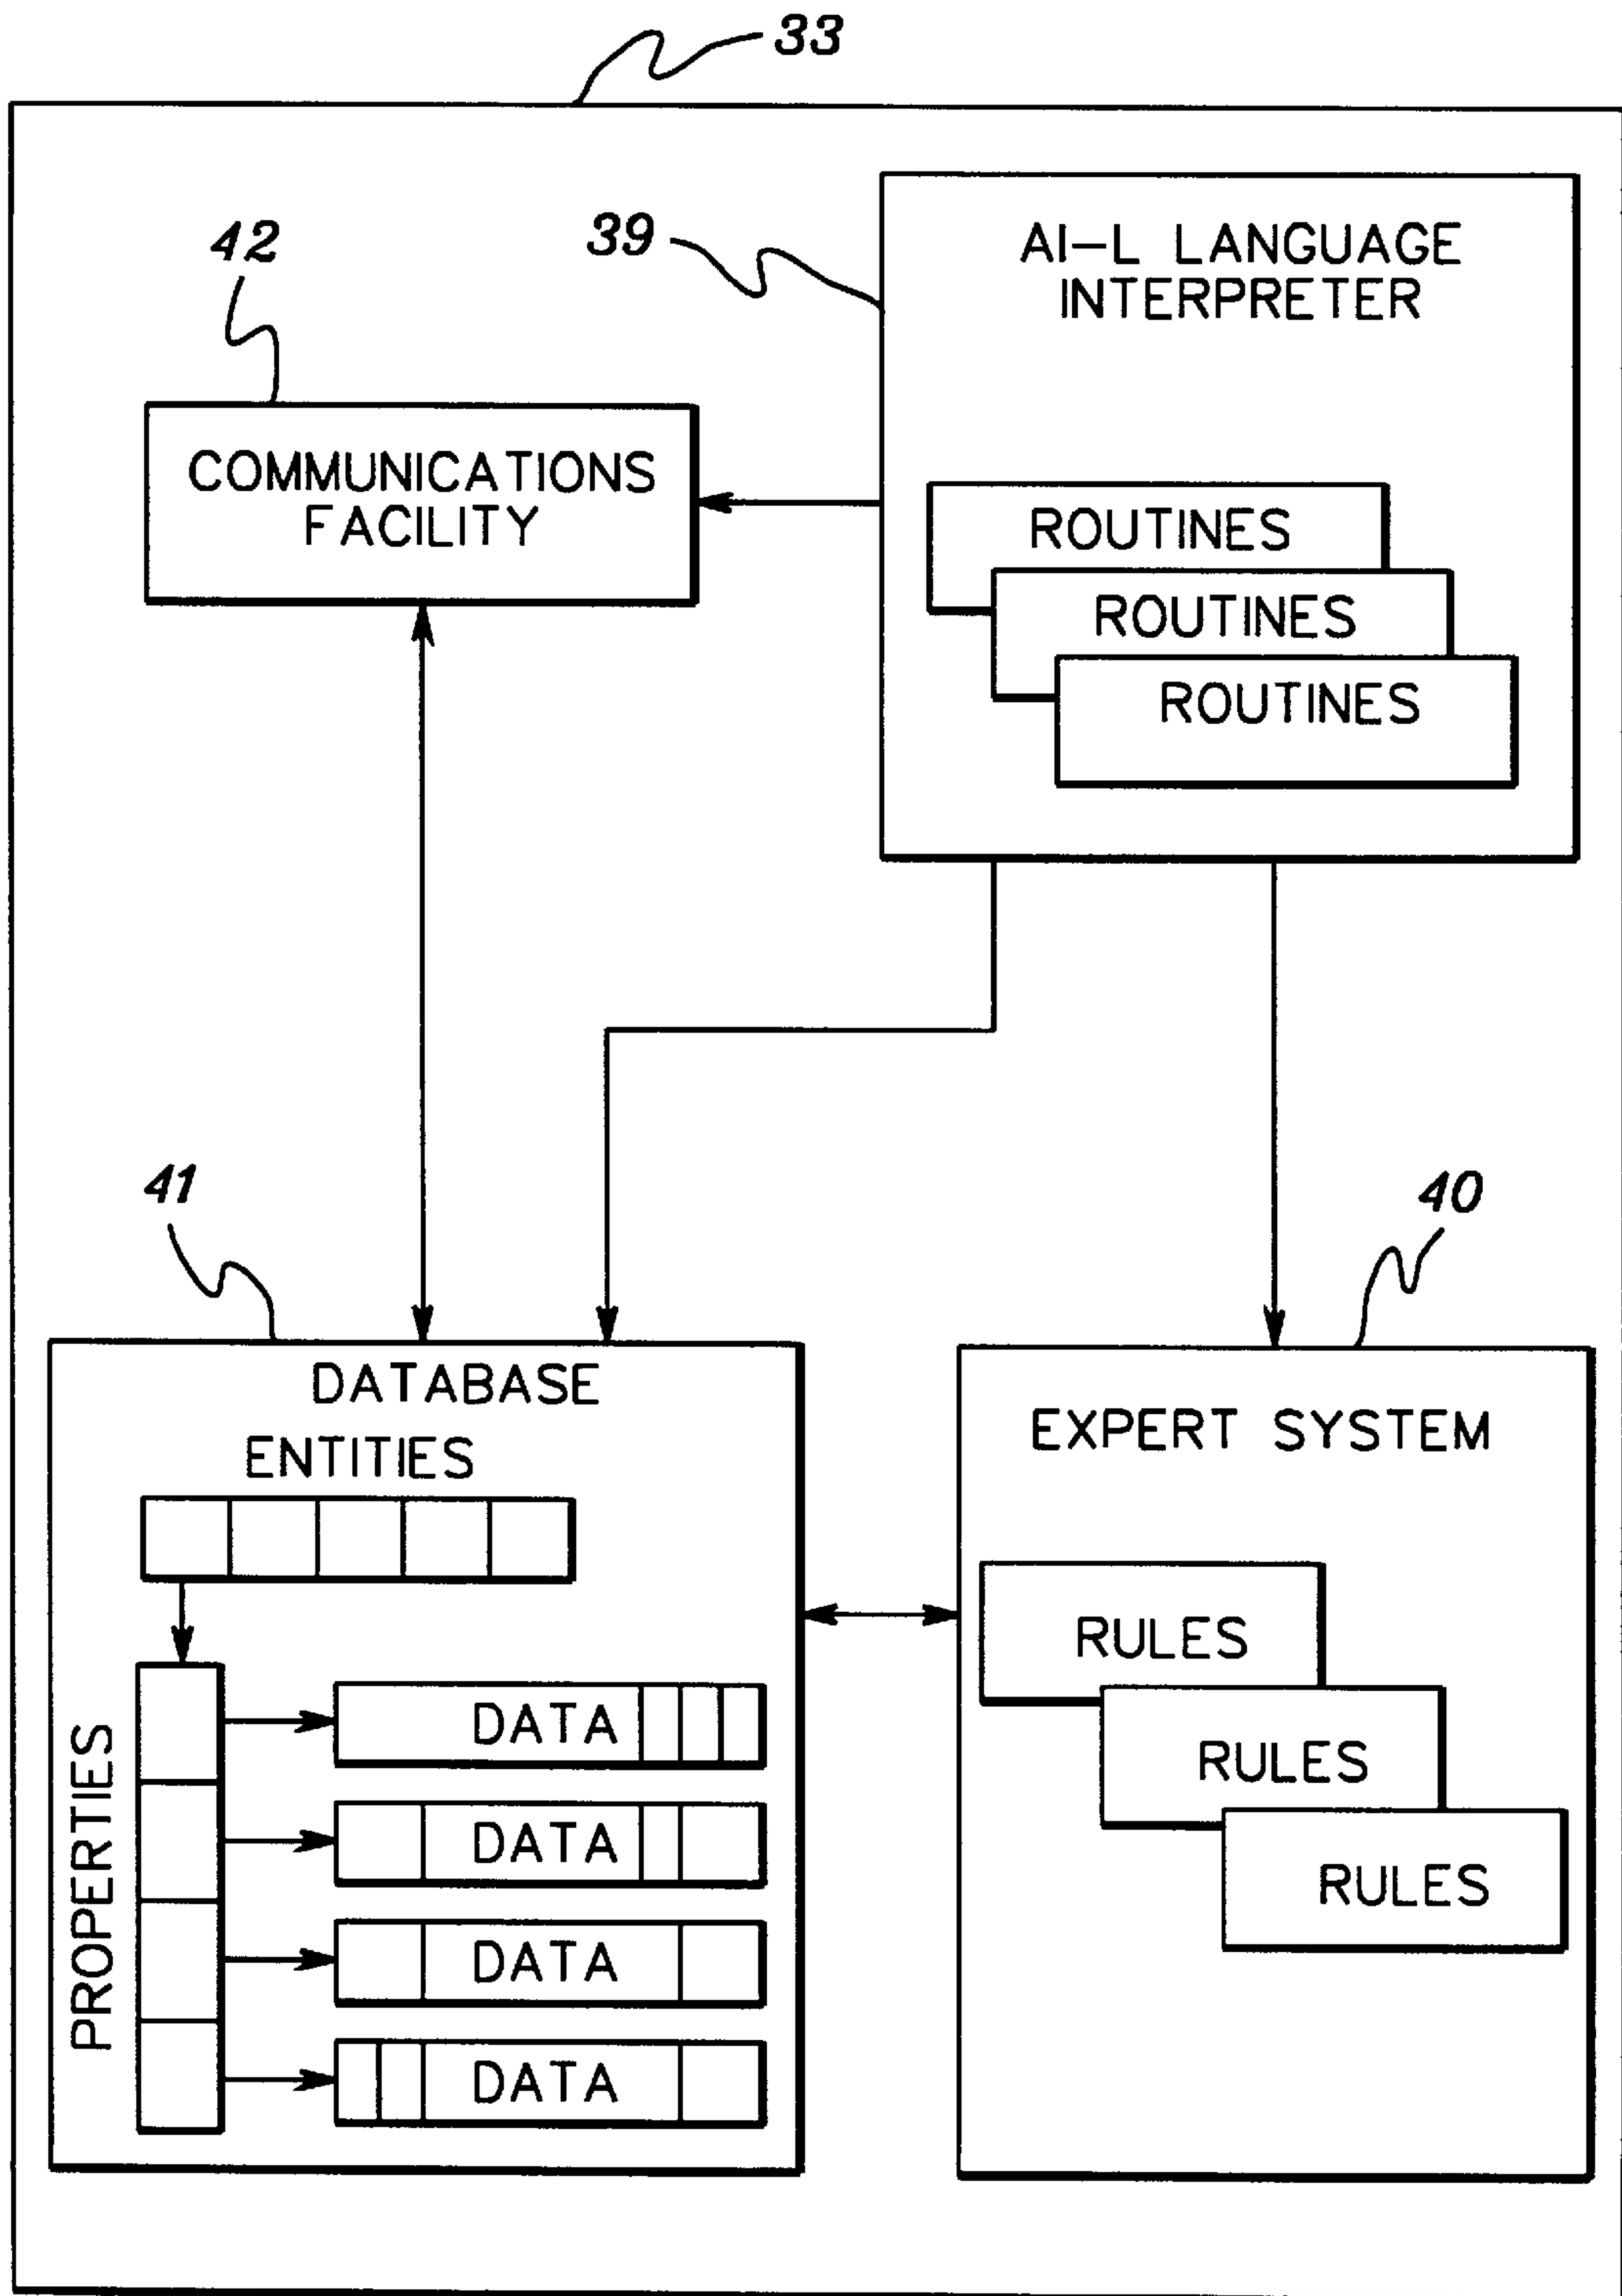 33
42
39
AI-L LANGUAGE
INTERPRETER
COMMUNICATIONS
FACILITY
ROUTINES
ROUTINES
ROUTINES
41
40
DATABASE
ENTITIES
PROPERTIES
DATA
DATA
DATA
DATA
EXPERT SYSTEM
RULES
RULES
RULES